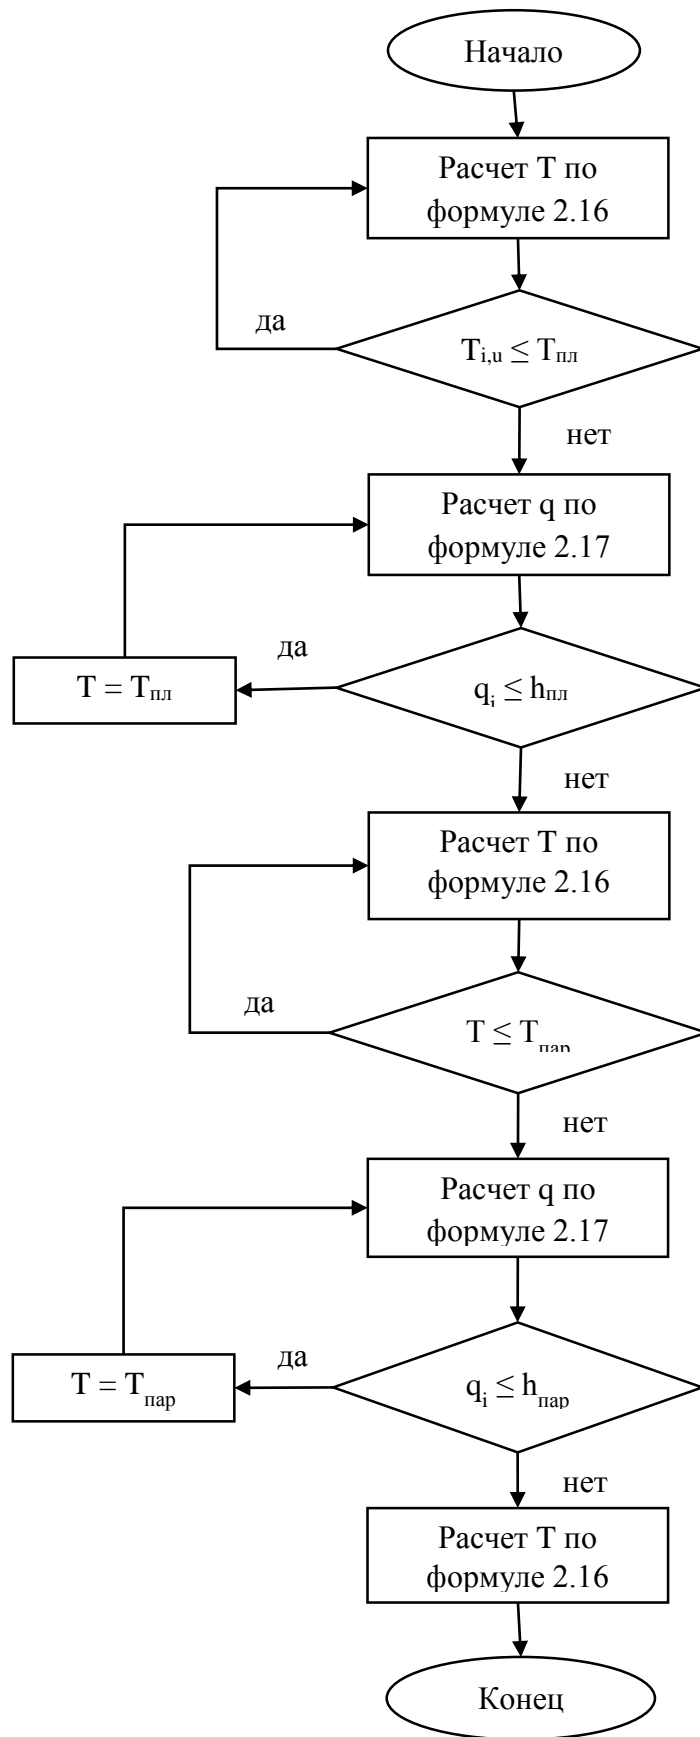 Начало
Расчет T по
формуле 2.16
да
Ti,u ≤ Tпл
нет
Расчет q по
формуле 2.17
да
T = Tпл
qi ≤ hпл
нет
Расчет T по
формуле 2.16
да
T ≤ Tпар
нет
Расчет q по
формуле 2.17
да
T = Tпар
qi ≤ hпар
нет
Расчет T по
формуле 2.16
Конец